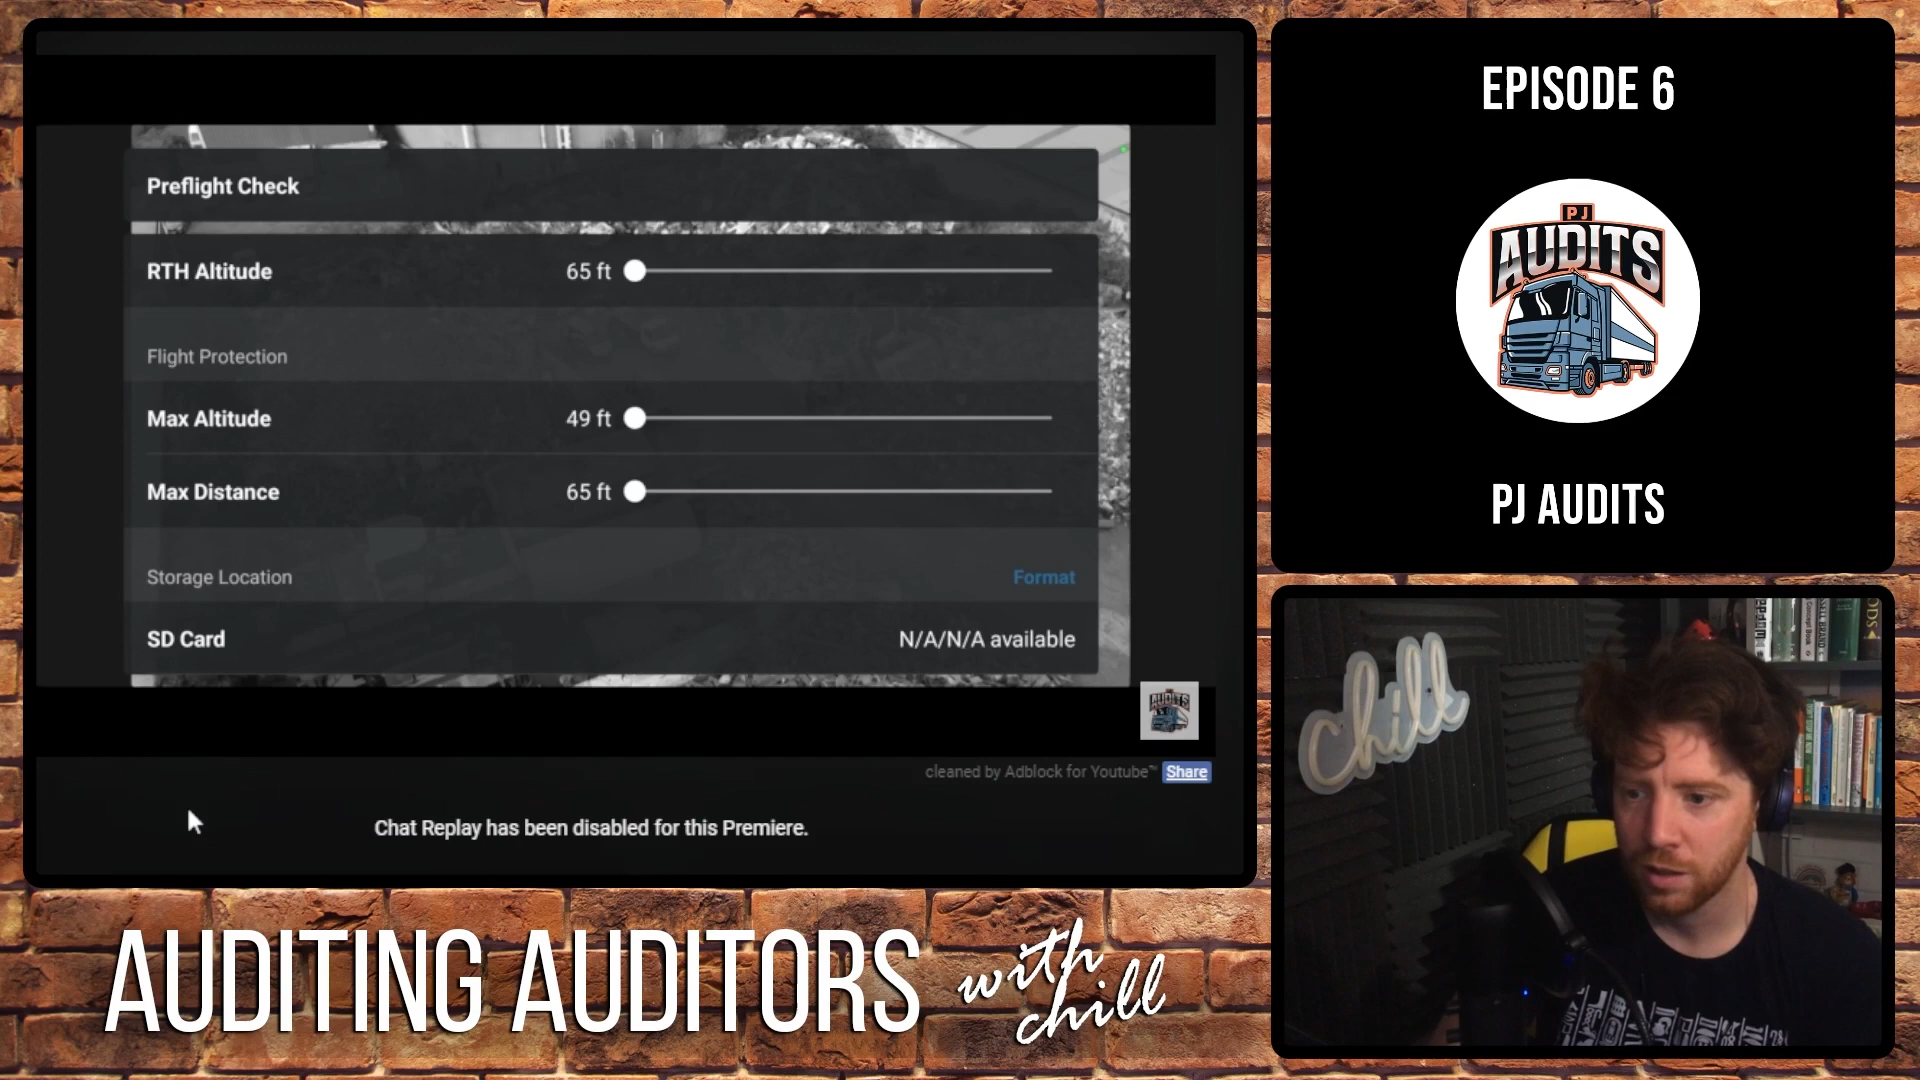 Preflight Check
RTH Altitude 65 ft
Flight Protection
Max Altitude 49 ft
Max Distance 65 ft
Storage Location Format
SD Card N/A/N/A available
AUDITS
cleaned by Adblock for Youtube™ Share
Chat Replay has been disabled for this Premiere.
AUDITING AUDITORS with chill
EPISODE 6
PJ
AUDITS
PJ AUDITS
chill